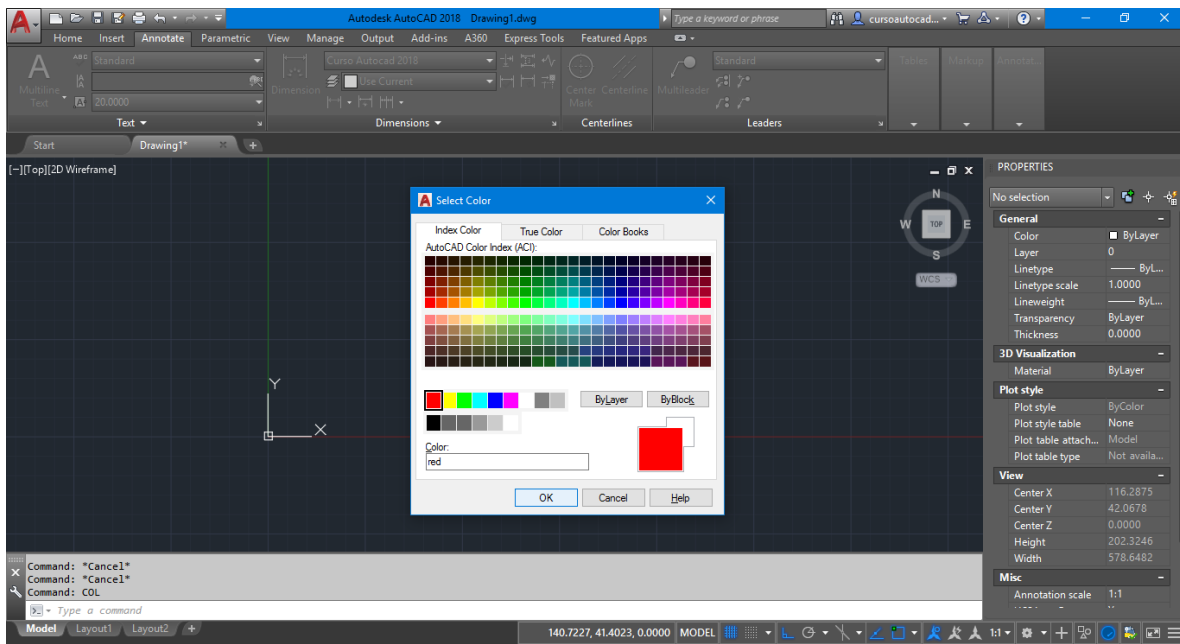 Autodesk AutoCAD 2018 Drawing1.dwg
Type a keyword or phrase
cursoautocad...
Home Insert Annotate Parametric View Manage Output Add-ins A360 Express Tools Featured Apps
A Multiline Text
ABC Standard
20.0000
Text
Dimension
Curso Autocad 2018
Use Current
Dimensions
Center Mark
Centerline
Centerlines
Multileader
Standard
Leaders
Tables
Markup
Annotat...
Start Drawing1*
[−][Top][2D Wireframe]
N
W TOP E
S
WCS
Y
X
Select Color
Index Color True Color Color Books
AutoCAD Color Index (ACI):
ByLayer ByBlock
Color:
red
OK Cancel Help
PROPERTIES
No selection
General
Color ByLayer
Layer 0
Linetype ByL...
Linetype scale 1.0000
Lineweight ByL...
Transparency ByLayer
Thickness 0.0000
3D Visualization
Material ByLayer
Plot style
Plot style ByColor
Plot style table None
Plot table attach... Model
Plot table type Not availa...
View
Center X 116.2875
Center Y 42.0678
Center Z 0.0000
Height 202.3246
Width 578.6482
Misc
Annotation scale 1:1
Command: *Cancel*
Command: *Cancel*
Command: COL
Type a command
Model Layout1 Layout2 +
140.7227, 41.4023, 0.0000 MODEL 1:1